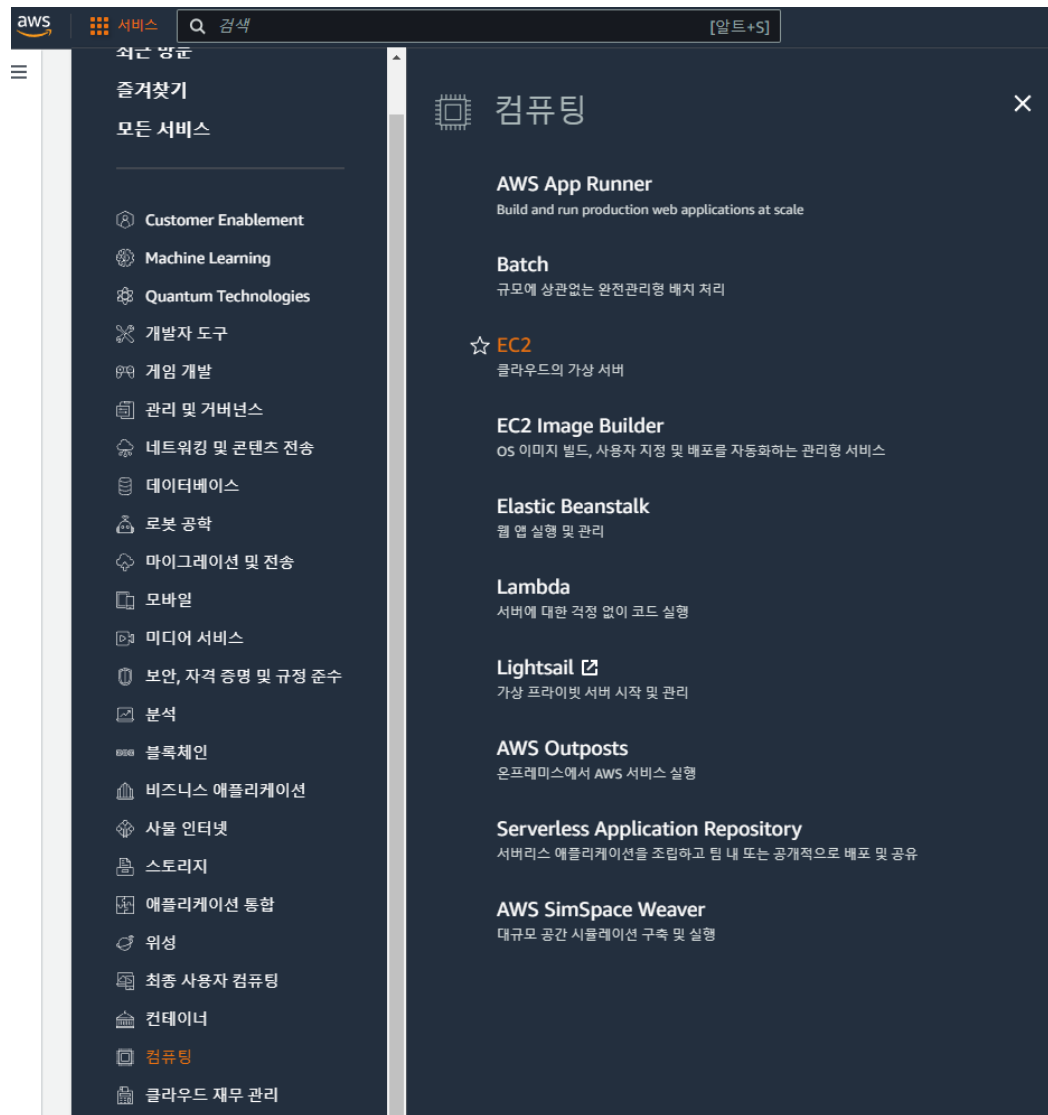 aws
서비스
검색
[알트+S]
최근 방문
즐겨찾기
모든 서비스
Customer Enablement
Machine Learning
Quantum Technologies
개발자 도구
게임 개발
관리 및 거버넌스
네트워킹 및 콘텐츠 전송
데이터베이스
로봇 공학
마이그레이션 및 전송
모바일
미디어 서비스
보안, 자격 증명 및 규정 준수
분석
블록체인
비즈니스 애플리케이션
사물 인터넷
스토리지
애플리케이션 통합
위성
최종 사용자 컴퓨팅
컨테이너
컴퓨팅
클라우드 재무 관리
컴퓨팅
AWS App Runner
Build and run production web applications at scale
Batch
규모에 상관없는 완전관리형 배치 처리
EC2
클라우드의 가상 서버
EC2 Image Builder
OS 이미지 빌드, 사용자 지정 및 배포를 자동화하는 관리형 서비스
Elastic Beanstalk
웹 앱 실행 및 관리
Lambda
서버에 대한 걱정 없이 코드 실행
Lightsail
가상 프라이빗 서버 시작 및 관리
AWS Outposts
온프레미스에서 AWS 서비스 실행
Serverless Application Repository
서버리스 애플리케이션을 조립하고 팀 내 또는 공개적으로 배포 및 공유
AWS SimSpace Weaver
대규모 공간 시뮬레이션 구축 및 실행